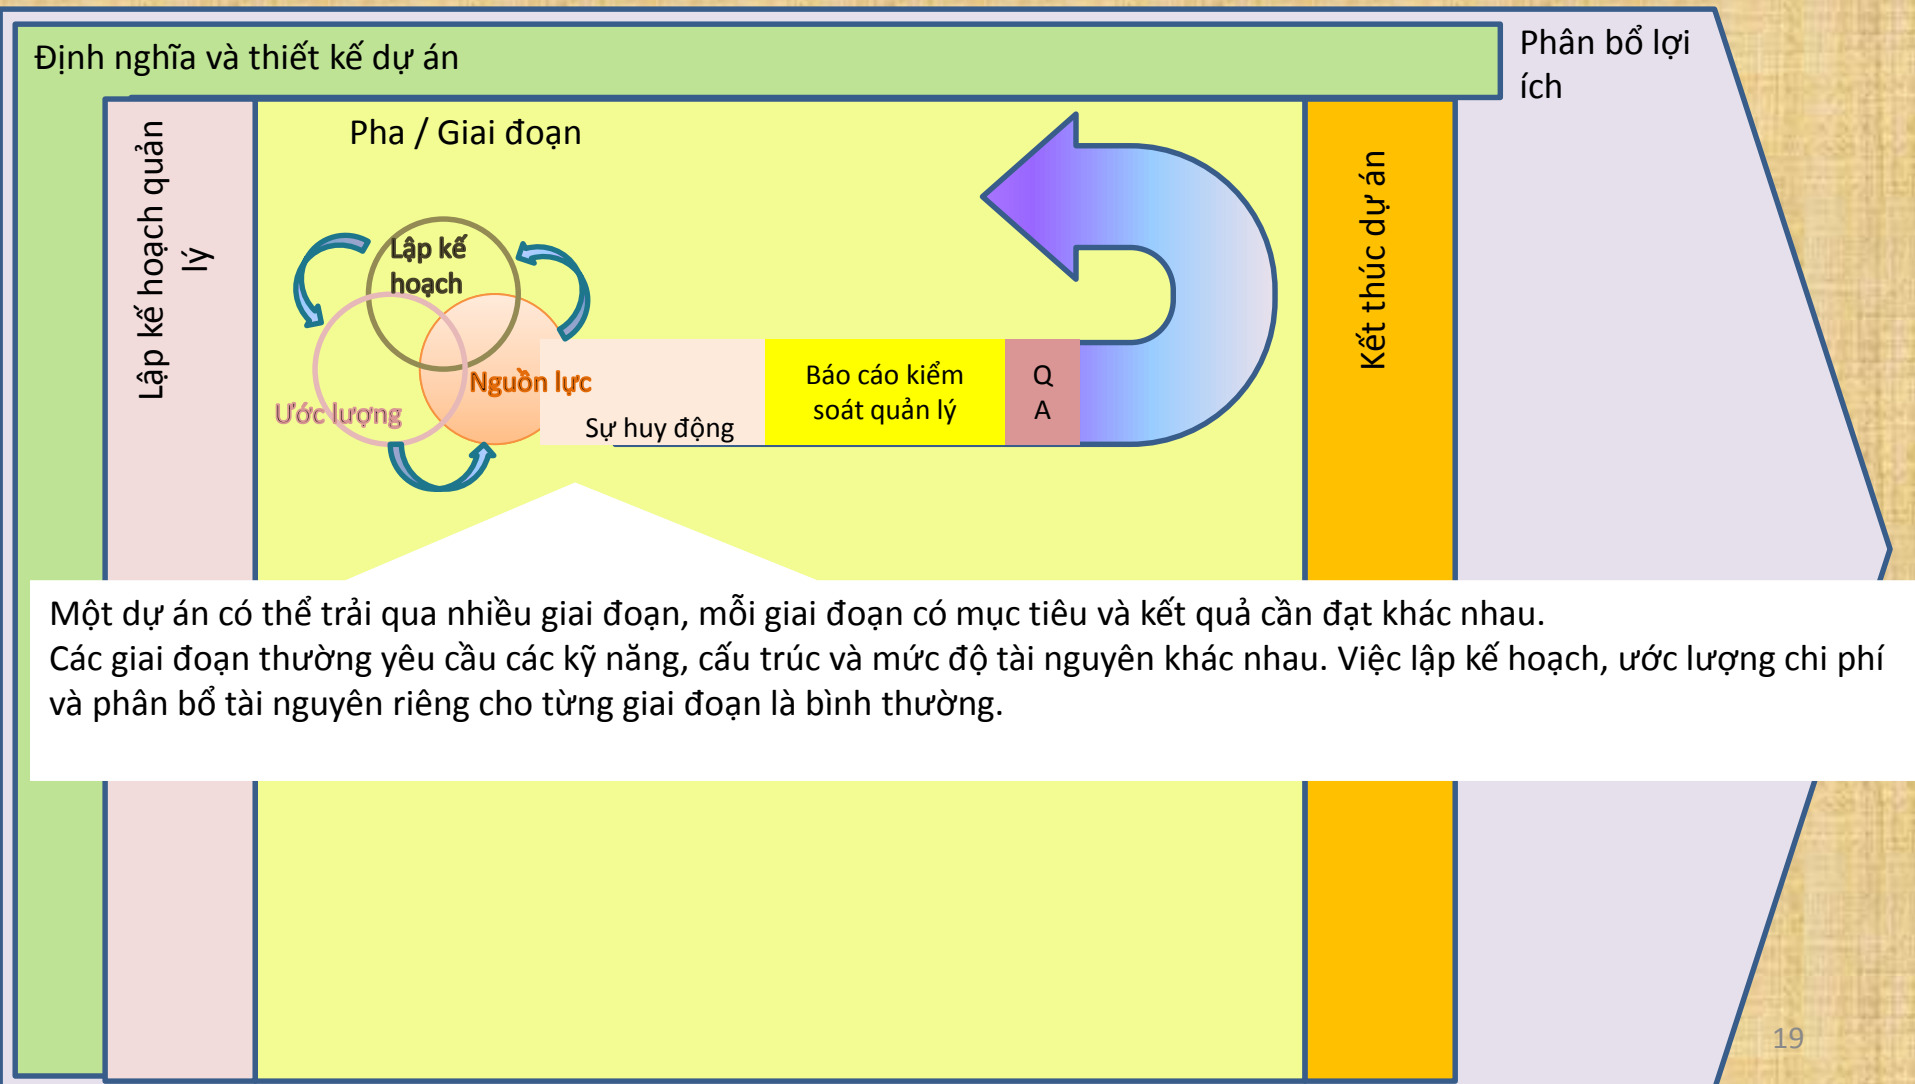 Định nghĩa và thiết kế dự án
Phân bổ lợi
ích
Lập kế hoạch quản
lý
Pha / Giai đoạn
Lập kế
hoạch
Ước lượng
Nguồn lực
Sự huy động
Báo cáo kiểm
soát quản lý
Q
A
Kết thúc dự án
Một dự án có thể trải qua nhiều giai đoạn, mỗi giai đoạn có mục tiêu và kết quả cần đạt khác nhau.
Các giai đoạn thường yêu cầu các kỹ năng, cấu trúc và mức độ tài nguyên khác nhau. Việc lập kế hoạch, ước lượng chi phí
và phân bổ tài nguyên riêng cho từng giai đoạn là bình thường.
19